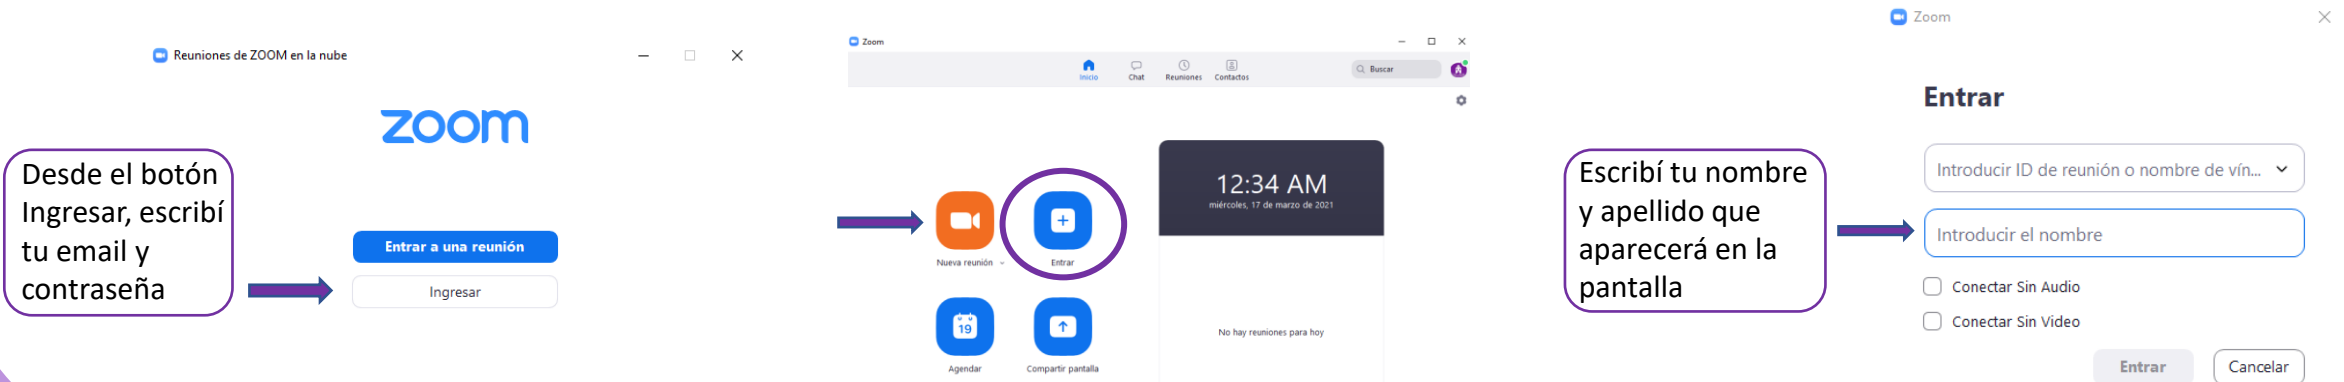 Reuniones de ZOOM en la nube
zoom
Desde el botón
Ingresar, escribí
tu email y
contraseña
Entrar a una reunión
Ingresar
Zoom
Inicio
Chat
Reuniones
Contactos
Buscar
12:34 AM
miércoles, 17 de marzo de 2021
Nueva reunión
Entrar
19
Agendar
Compartir pantalla
No hay reuniones para hoy
Escribí tu nombre
y apellido que
aparecerá en la
pantalla
Zoom
Entrar
Introducir ID de reunión o nombre de vín...
Introducir el nombre
Conectar Sin Audio
Conectar Sin Video
Entrar
Cancelar